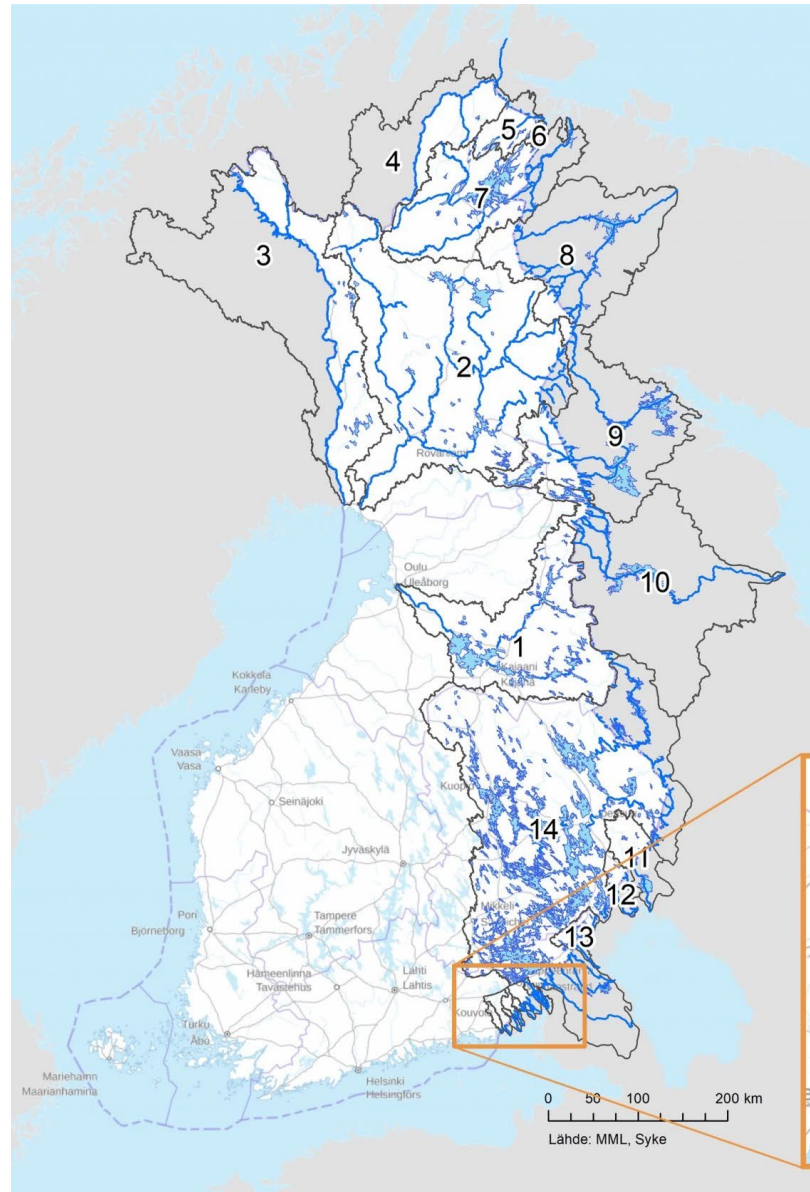 5
6
4
7
3
8
2
9
Rovaniemi
10
Oulu
Uleåborg
1
Kajaani
Kajana
Kokkola
Karleby
Vaasa
Vasa
Kuopio
Seinäjoki
14
11
Jyväskylä
12
Mikkeli
13
Pori
Björneborg
Tampere
Tammerfors
Hämeenlinna
Tavastehus
Lahti
Lahtis
Kouvola
Turku
Åbo
Mariehamn
Maarianhamina
Helsinki
Helsingfors
0 50 100 200 km
Lähde: MML, Syke